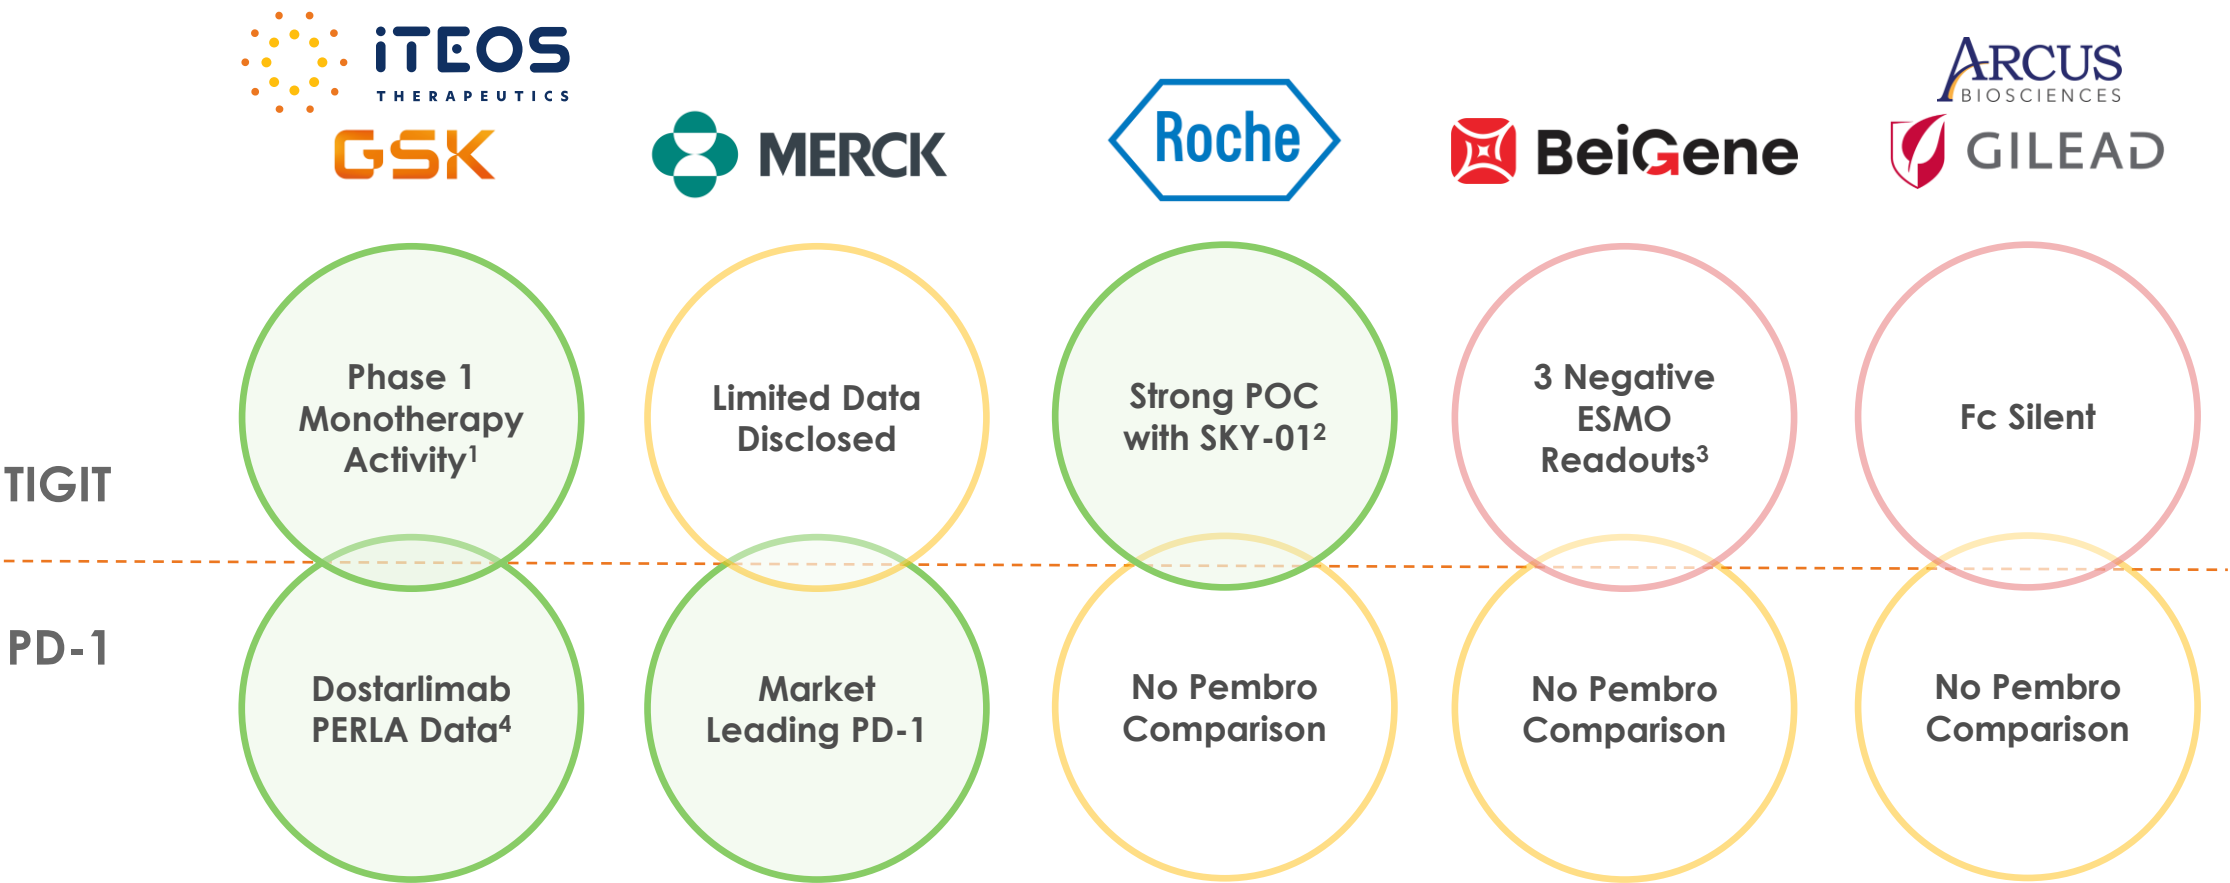 iTEOS
THERAPEUTICS
GSK
MERCK
Roche
BeiGene
ARCUS
BIOSCIENCES
GILEAD
TIGIT
Phase 1
Monotherapy
Activity¹
Limited Data
Disclosed
Strong POC
with SKY-01²
3 Negative
ESMO
Readouts³
Fc Silent
PD-1
Dostarlimab
PERLA Data⁴
Market
Leading PD-1
No Pembro
Comparison
No Pembro
Comparison
No Pembro
Comparison